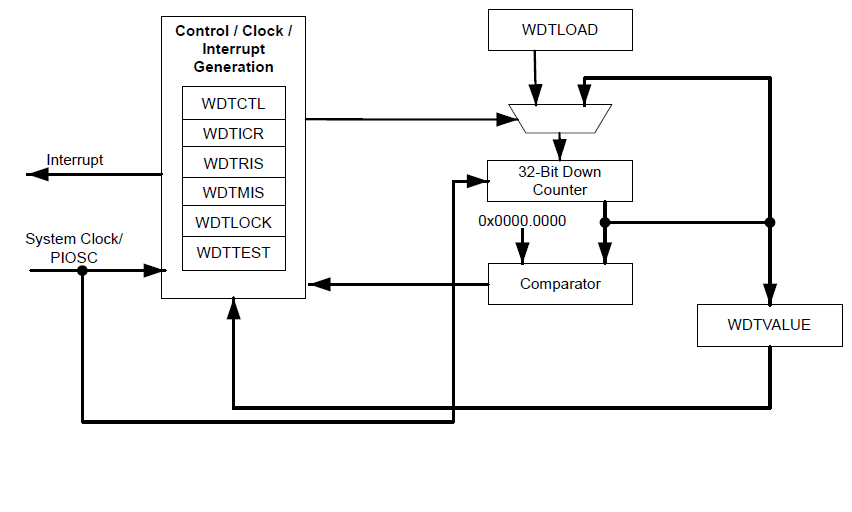 Control / Clock /
Interrupt
Generation
WDTCTL
WDTICR
WDTRIS
WDTMIS
WDTLOCK
WDTTEST
Interrupt
System Clock/
PIOSC
WDTLOAD
32-Bit Down
Counter
0x0000.0000
Comparator
WDTVALUE